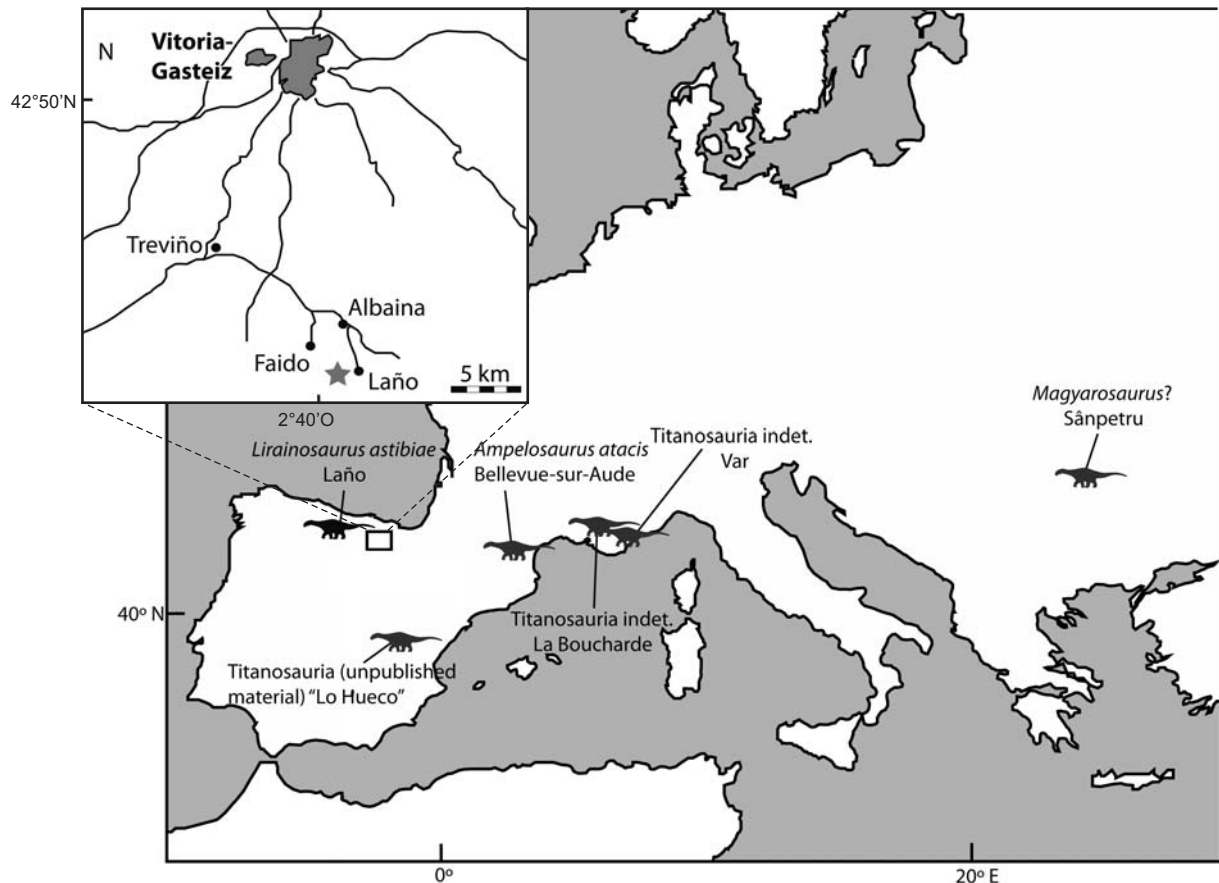 N
Vitoria-
Gasteiz
42°50'N
Treviño
Albaina
Faido
Laño
5 km
2°40'O
Lirainosaurus astibiae
Laño
Ampelosaurus atacis
Bellevue-sur-Aude
Titanosauria indet.
Var
Magyarosaurus?
Sânpetru
40º N
Titanosauria indet.
La Boucharde
Titanosauria (unpublished
material) “Lo Hueco”
0º
20º E